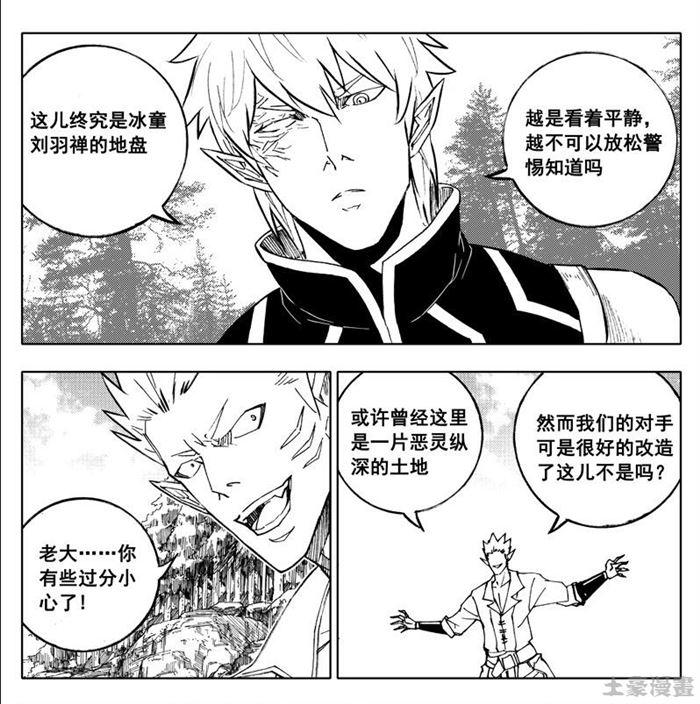 越是看着平静，
越不可以放松警
惕知道吗
这儿终究是冰童
刘羽禅的地盘
老大……你
有些过分小
心了！
或许曾经这里
是一片恶灵纵
深的土地
然而我们的对手
可是很好的改造
了这儿不是吗？
土豪漫畫